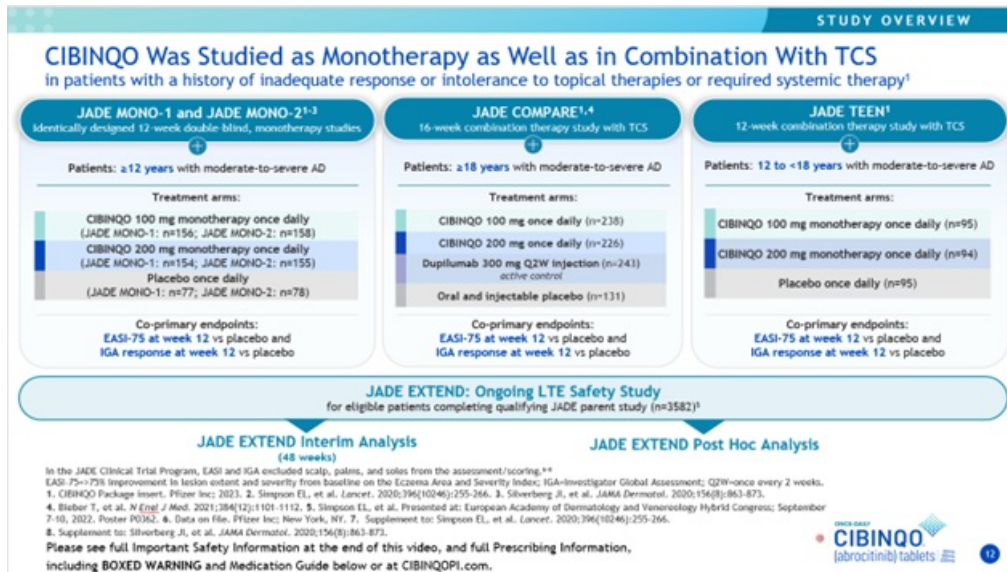 STUDY OVERVIEW
CIBINQO Was Studied as Monotherapy as Well as in Combination With TCS
in patients with a history of inadequate response or intolerance to topical therapies or required systemic therapy¹
JADE MONO-1 and JADE MONO-2¹⁻³
Identically designed 12-week double-blind, monotherapy studies
Patients: ≥12 years with moderate-to-severe AD
Treatment arms:
CIBINQO 100 mg monotherapy once daily
(JADE MONO-1: n=156; JADE MONO-2: n=158)
CIBINQO 200 mg monotherapy once daily
(JADE MONO-1: n=154; JADE MONO-2: n=155)
Placebo once daily
(JADE MONO-1: n=77; JADE MONO-2: n=78)
Co-primary endpoints:
EASI-75 at week 12 vs placebo and
IGA response at week 12 vs placebo
JADE COMPARE¹,⁴
16-week combination therapy study with TCS
Patients: ≥18 years with moderate-to-severe AD
Treatment arms:
CIBINQO 100 mg once daily (n=238)
CIBINQO 200 mg once daily (n=226)
Dupilumab 300 mg Q2W injection (n=243)
active control
Oral and injectable placebo (n=131)
Co-primary endpoints:
EASI-75 at week 12 vs placebo and
IGA response at week 12 vs placebo
JADE TEEN¹
12-week combination therapy study with TCS
Patients: 12 to <18 years with moderate-to-severe AD
Treatment arms:
CIBINQO 100 mg once daily (n=95)
CIBINQO 200 mg once daily (n=94)
Placebo once daily (n=95)
Co-primary endpoints:
EASI-75 at week 12 vs placebo and
IGA response at week 12 vs placebo
JADE EXTEND: Ongoing LTE Safety Study
for eligible patients completing qualifying JADE parent study (n=3582)⁵
JADE EXTEND Interim Analysis
(48 weeks)
JADE EXTEND Post Hoc Analysis
In the JADE Clinical Trial Program, EASI and IGA excluded scalp, palms, and soles from the assessment/scoring.
EASI-75=≥75% improvement in lesion extent and severity from baseline on the Eczema Area and Severity Index; IGA=Investigator Global Assessment; Q2W=once every 2 weeks.
1. CIBINQO Package insert. Pfizer Inc; 2023. 2. Simpson EL, et al. Lancet. 2020;396(10246):255-266. 3. Silverberg JI, et al. JAMA Dermatol. 2020;156(8):863-873.
4. Bieber T, et al. N Engl J Med. 2021;384(12):1101-1112. 5. Simpson EL, et al. Presented at: European Academy of Dermatology and Venereology Hybrid Congress; September
7-10, 2022. Poster P0362. 6. Data on file. Pfizer Inc; New York, NY. 7. Supplement to: Simpson EL, et al. Lancet. 2020;396(10246):255-266.
8. Supplement to: Silverberg JI, et al. JAMA Dermatol. 2020;156(8):863-873.
Please see full Important Safety Information at the end of this video, and full Prescribing Information,
including BOXED WARNING and Medication Guide below or at CIBINQOPI.com.
ONCE-DAILY
CIBINQO
(abrocitinib) tablets
12